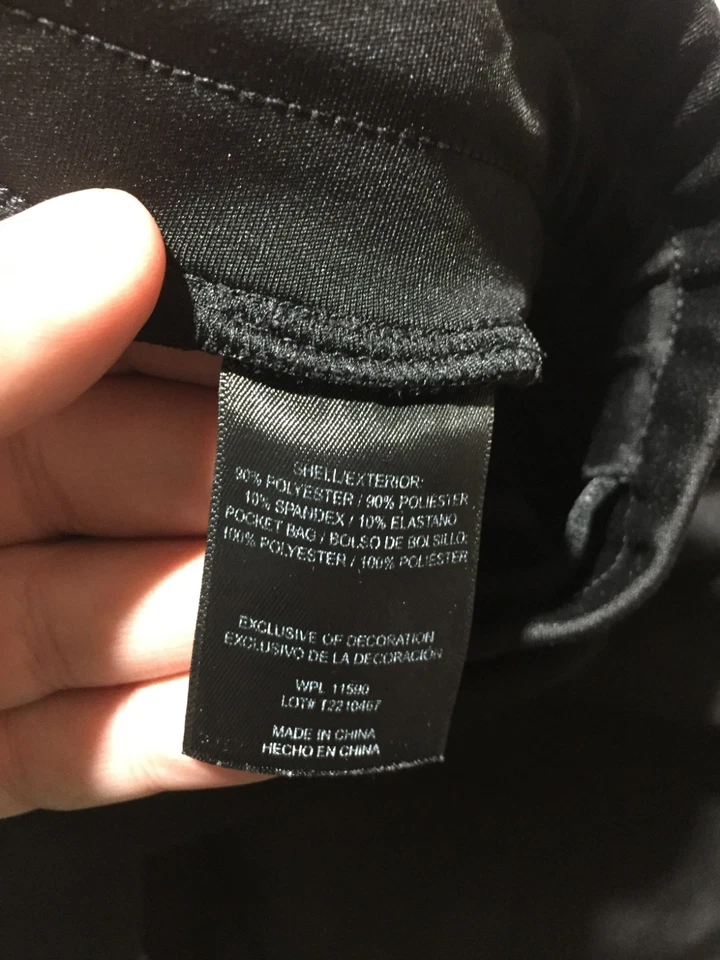 SHELL/EXTERIOR:
90% POLYESTER / 90% POLIESTER
10% SPANDEX / 10% ELASTANO
POCKET BAG / BOLSO DE BOLSILLO:
100% POLYESTER / 100% POLIESTER
EXCLUSIVE OF DECORATION
EXCLUSIVO DE LA DECORACIÓN
WPL 11590
LOT#
MADE IN CHINA
HECHO EN CHINA